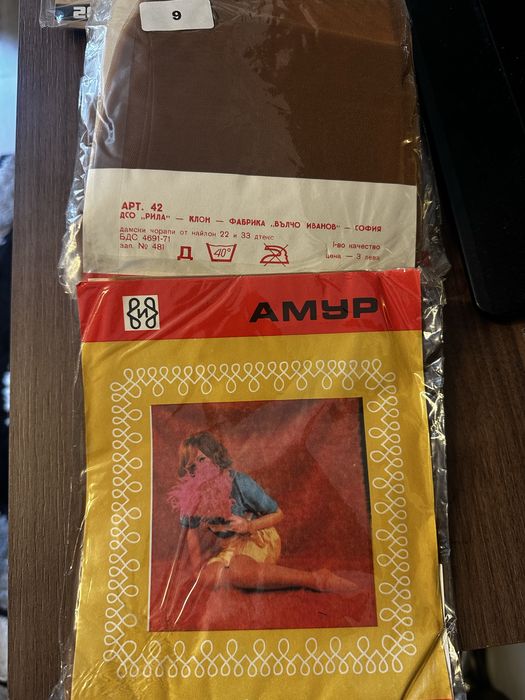 9
АРТ. 42
ДСО „РИЛА" — КЛОН — ФАБРИКА „ВЪЛЧО ИВАНОВ" — СОФИЯ
дамски чорапи от найлон 22 и 33 дтекс
БДС 4691-71
зап. № 481
Д 40°
I-во качество
цена — 3 лева
И
АМУР